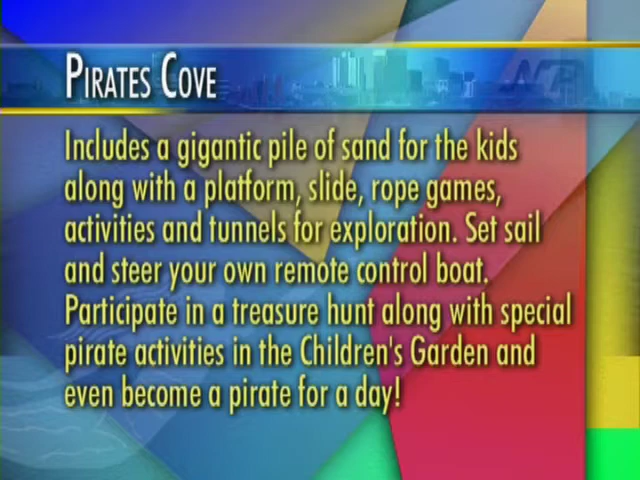 PIRATES COVE
Includes a gigantic pile of sand for the kids
along with a platform, slide, rope games,
activities and tunnels for exploration. Set sail
and steer your own remote control boat.
Participate in a treasure hunt along with special
pirate activities in the Children's Garden and
even become a pirate for a day!